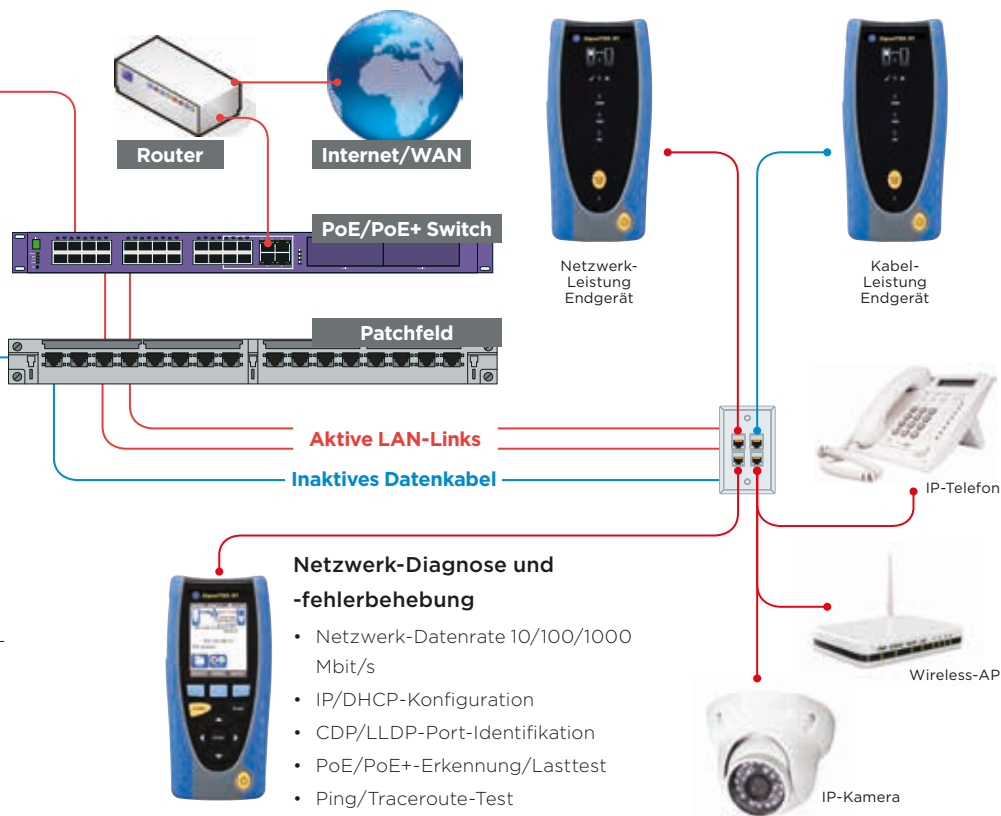 Router
Internet/WAN
PoE/PoE+ Switch
Netzwerk-
Leistung
Endgerät
Kabel-
Leistung
Endgerät
Patchfeld
Aktive LAN-Links
Inaktives Datenkabel
IP-Telefon
Netzwerk-Diagnose und
-fehlerbehebung
• Netzwerk-Datenrate 10/100/1000
Mbit/s
• IP/DHCP-Konfiguration
• CDP/LLDP-Port-Identifikation
• PoE/PoE+-Erkennung/Lasttest
• Ping/Traceroute-Test
Wireless-AP
IP-Kamera